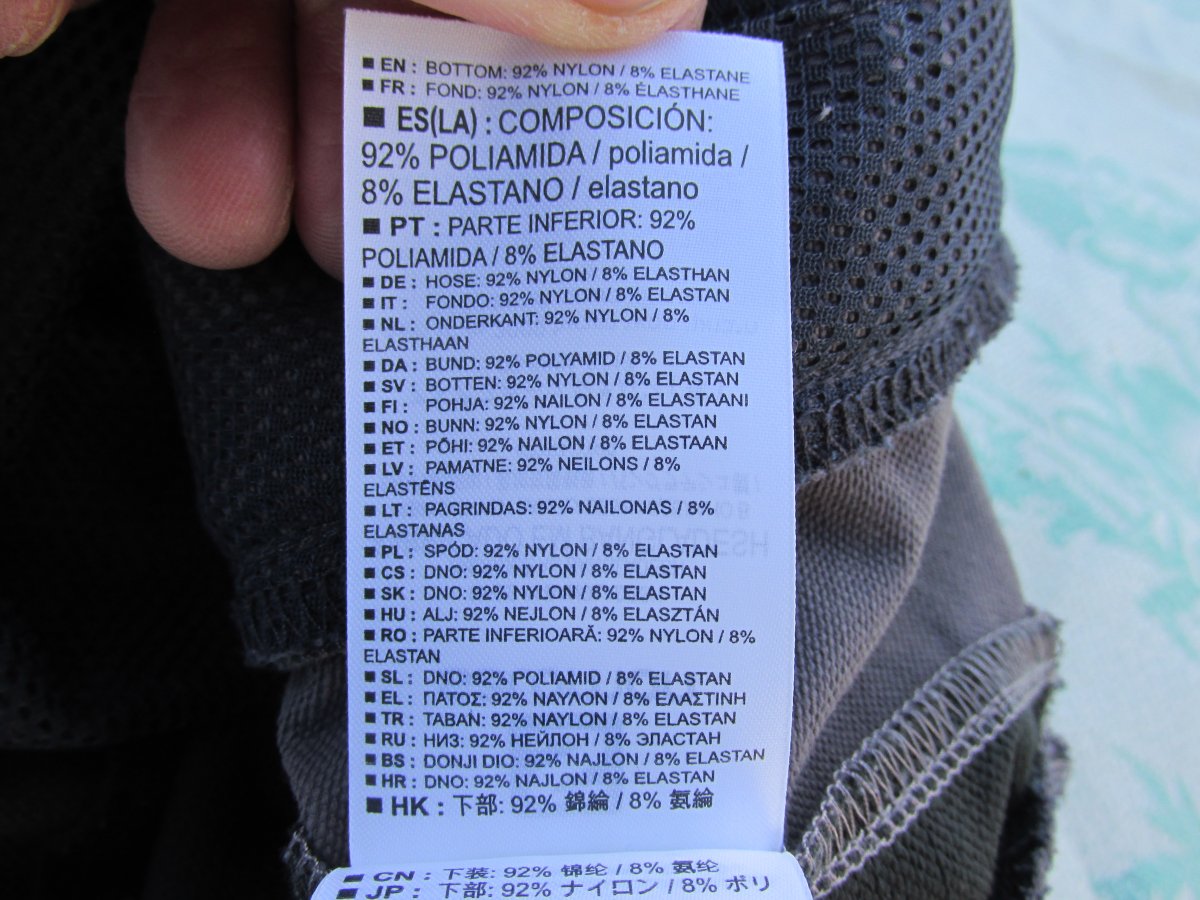 ■ EN : BOTTOM: 92% NYLON / 8% ELASTANE
■ FR : FOND: 92% NYLON / 8% ÉLASTHANE
■ ES(LA) : COMPOSICIÓN:
92% POLIAMIDA / poliamida /
8% ELASTANO / elastano
■ PT : PARTE INFERIOR: 92%
POLIAMIDA / 8% ELASTANO
■ DE : HOSE: 92% NYLON / 8% ELASTHAN
■ IT : FONDO: 92% NYLON / 8% ELASTAN
■ NL : ONDERKANT: 92% NYLON / 8%
ELASTHAAN
■ DA : BUND: 92% POLYAMID / 8% ELASTAN
■ SV : BOTTEN: 92% NYLON / 8% ELASTAN
■ FI : POHJA: 92% NAILON / 8% ELASTAANI
■ NO : BUNN: 92% NYLON / 8% ELASTAN
■ ET : PÕHI: 92% NAILON / 8% ELASTAAN
■ LV : PAMATNE: 92% NEILONS / 8%
ELASTĒNS
■ LT : PAGRINDAS: 92% NAILONAS / 8%
ELASTANAS
■ PL : SPÓD: 92% NYLON / 8% ELASTAN
■ CS : DNO: 92% NYLON / 8% ELASTAN
■ SK : DNO: 92% NYLON / 8% ELASTAN
■ HU : ALJ: 92% NEJLON / 8% ELASZTÁN
■ RO : PARTE INFERIOARĂ: 92% NYLON / 8%
ELASTAN
■ SL : DNO: 92% POLIAMID / 8% ELASTAN
■ EL : ΠΑΤΟΣ: 92% ΝΑΥΛΟΝ / 8% ΕΛΑΣΤΙΝΗ
■ TR : TABAN: 92% NAYLON / 8% ELASTAN
■ RU : НИЗ: 92% НЕЙЛОН / 8% ЭЛАСТАН
■ BS : DONJI DIO: 92% NAJLON / 8% ELASTAN
■ HR : DNO: 92% NAJLON / 8% ELASTAN
■ HK : 下部: 92% 錦綸 / 8% 氨綸
■ CN : 下装: 92% 锦纶 / 8% 氨纶
■ JP : 下部: 92% ナイロン / 8% ポリ